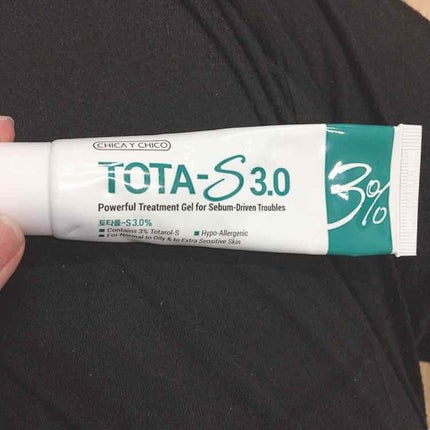 CHICA Y CHICO
TOTA-S 3.0
Powerful Treatment Gel for Sebum-Driven Troubles
토타롤-S 3.0%
■ Contains 3% Totarol-S
■ Hypo-Allergenic
■ For Normal to Oily & to Extra Sensitive Skin
3%